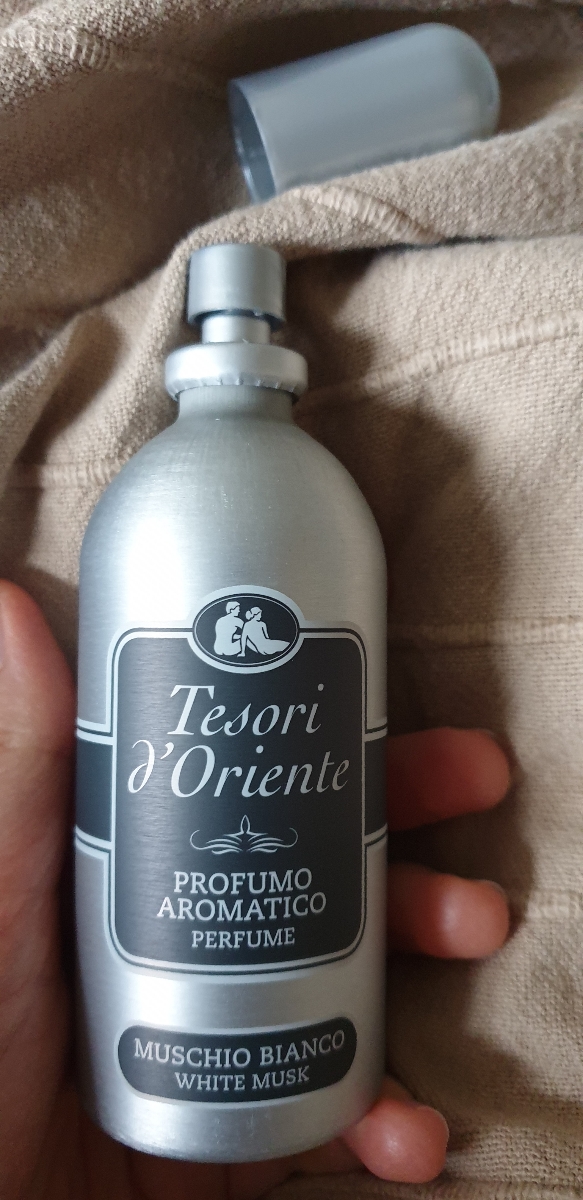 Tesori
d'Oriente
PROFUMO
AROMATICO
PERFUME
MUSCHIO BIANCO
WHITE MUSK